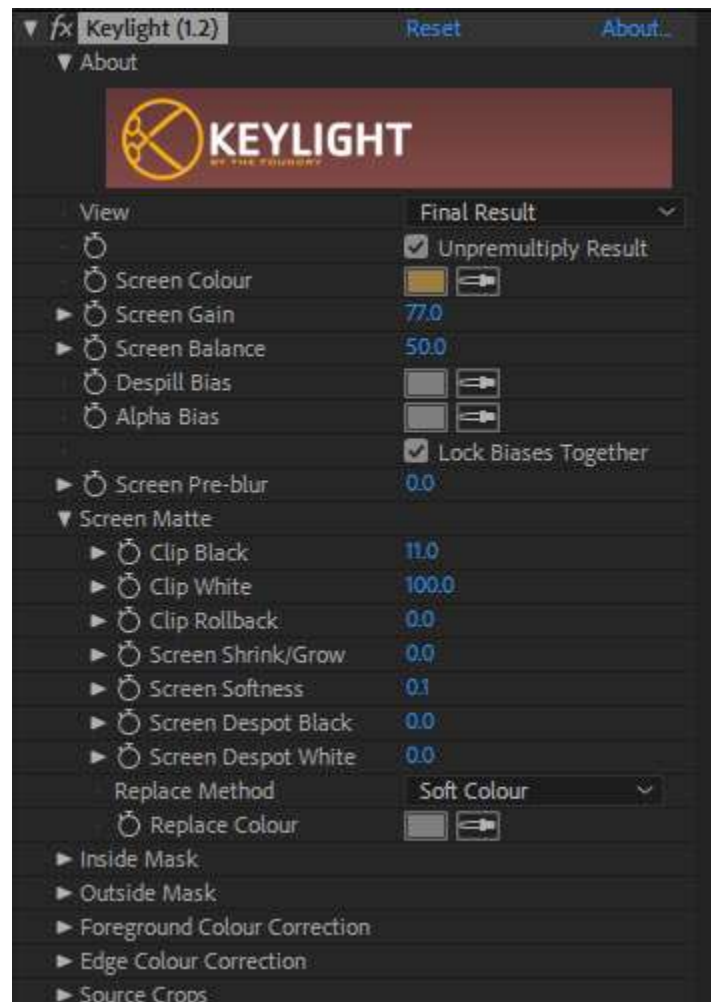 fx Keylight (1.2) Reset About...
About
KEYLIGHT
BY THE FOUNDRY
View Final Result
Unpremultiply Result
Screen Colour
Screen Gain 77.0
Screen Balance 50.0
Despill Bias
Alpha Bias
Lock Biases Together
Screen Pre-blur 0.0
Screen Matte
Clip Black 11.0
Clip White 100.0
Clip Rollback 0.0
Screen Shrink/Grow 0.0
Screen Softness 0.1
Screen Despot Black 0.0
Screen Despot White 0.0
Replace Method Soft Colour
Replace Colour
Inside Mask
Outside Mask
Foreground Colour Correction
Edge Colour Correction
Source Crops